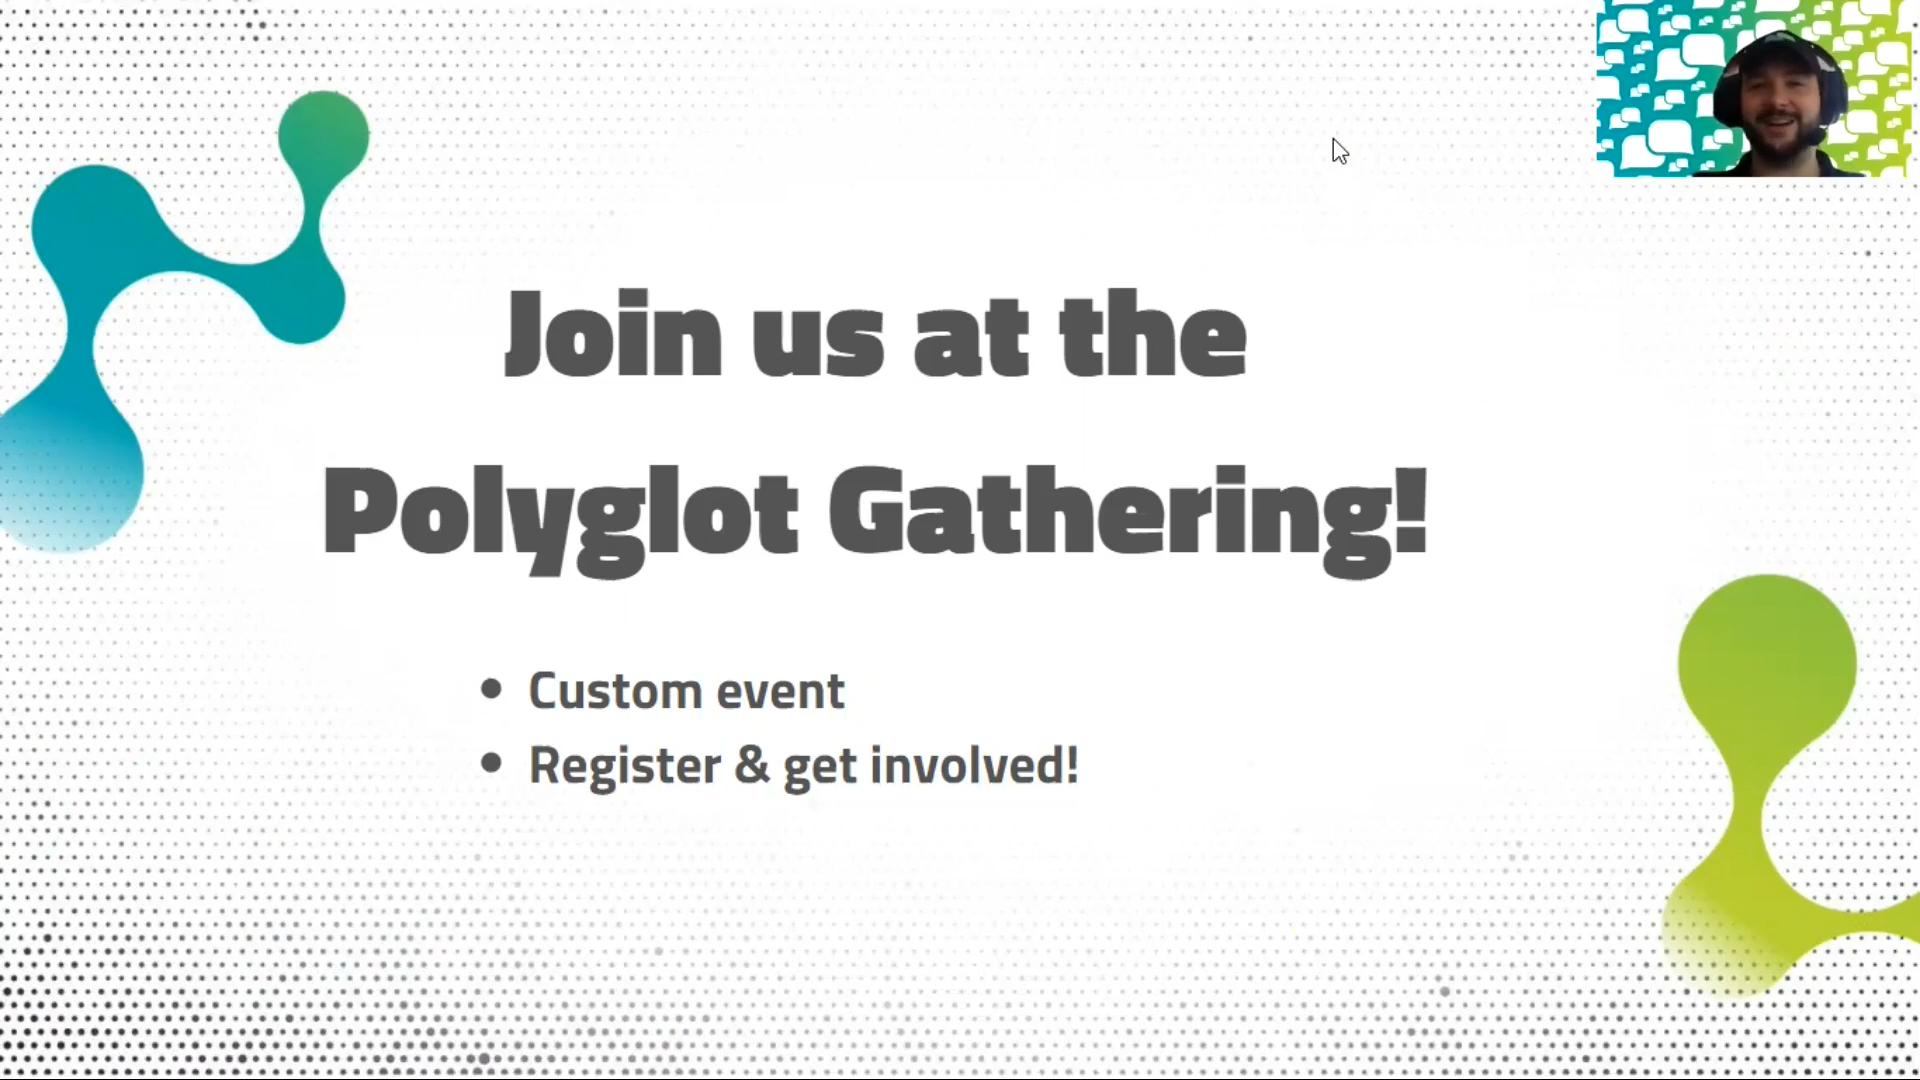 Join us at the
Polyglot Gathering!
• Custom event
• Register & get involved!